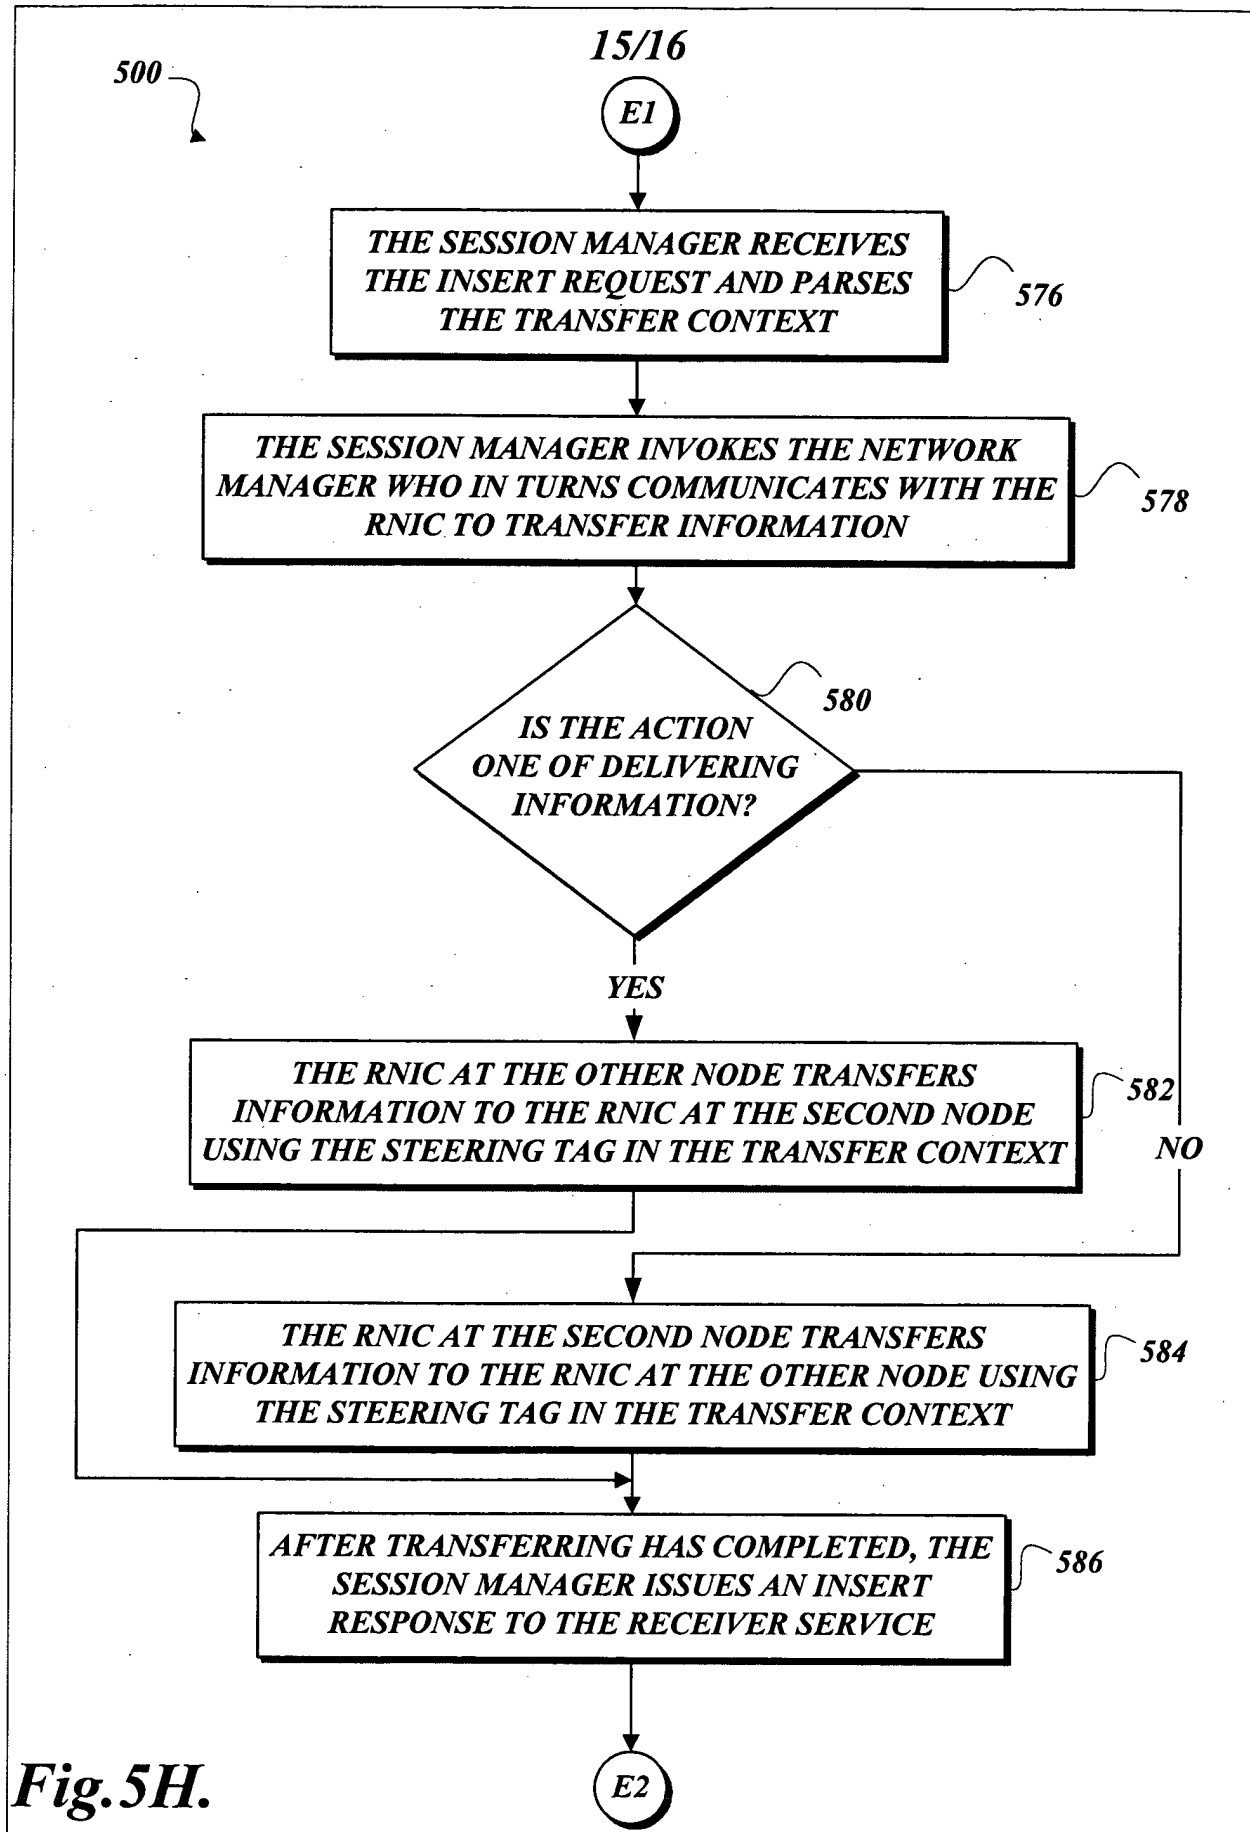 15/16
500
E1
THE SESSION MANAGER RECEIVES
THE INSERT REQUEST AND PARSES
THE TRANSFER CONTEXT
576
THE SESSION MANAGER INVOKES THE NETWORK
MANAGER WHO IN TURNS COMMUNICATES WITH THE
RNIC TO TRANSFER INFORMATION
578
580
IS THE ACTION
ONE OF DELIVERING
INFORMATION?
YES
THE RNIC AT THE OTHER NODE TRANSFERS
INFORMATION TO THE RNIC AT THE SECOND NODE
USING THE STEERING TAG IN THE TRANSFER CONTEXT
582
NO
THE RNIC AT THE SECOND NODE TRANSFERS
INFORMATION TO THE RNIC AT THE OTHER NODE USING
THE STEERING TAG IN THE TRANSFER CONTEXT
584
AFTER TRANSFERRING HAS COMPLETED, THE
SESSION MANAGER ISSUES AN INSERT
RESPONSE TO THE RECEIVER SERVICE
586
E2
Fig.5H.